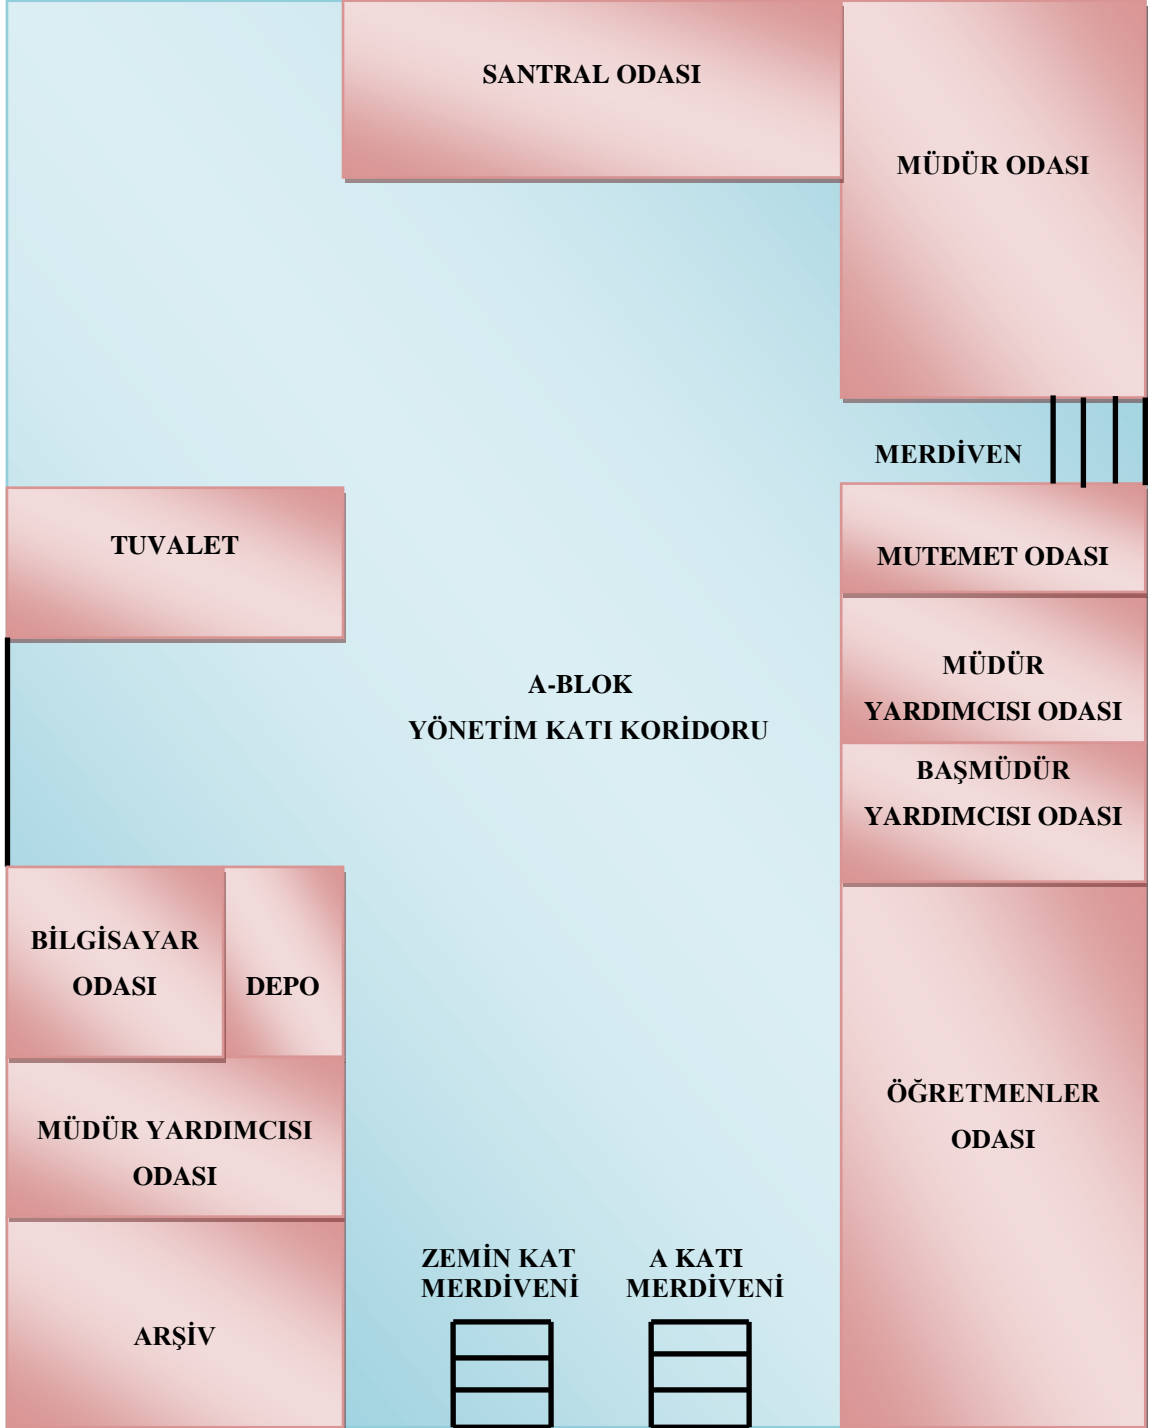 SANTRAL ODASI
MÜDÜR ODASI
MERDİVEN
TUVALET
MUTEMET ODASI
MÜDÜR
YARDIMCISI ODASI
A-BLOK
YÖNETİM KATI KORİDORU
BAŞMÜDÜR
YARDIMCISI ODASI
BİLGİSAYAR
ODASI
DEPO
MÜDÜR YARDIMCISI
ODASI
ÖĞRETMENLER
ODASI
ZEMİN KAT
MERDİVENİ
A KATI
MERDİVENİ
ARŞİV